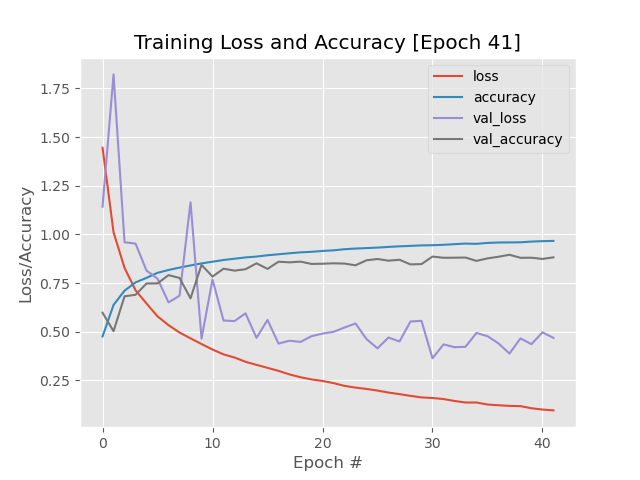 Training Loss and Accuracy [Epoch 41]
loss
accuracy
val_loss
val_accuracy
Loss/Accuracy
1.75
1.50
1.25
1.00
0.75
0.50
0.25
0
10
20
30
40
Epoch #